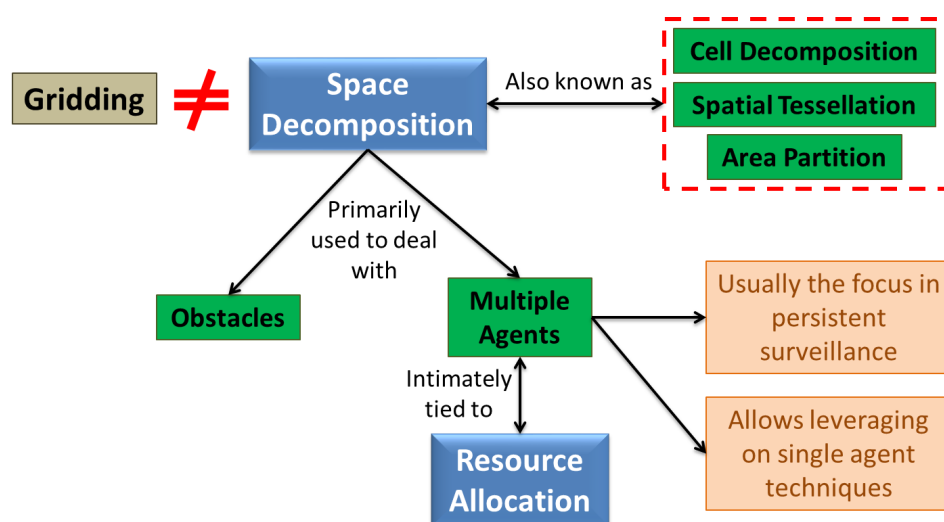 Gridding
≠
Space
Decomposition
Also known as
Cell Decomposition
Spatial Tessellation
Area Partition
Primarily
used to deal
with
Obstacles
Multiple
Agents
Usually the focus in
persistent
surveillance
Intimately
tied to
Allows leveraging
on single agent
techniques
Resource
Allocation